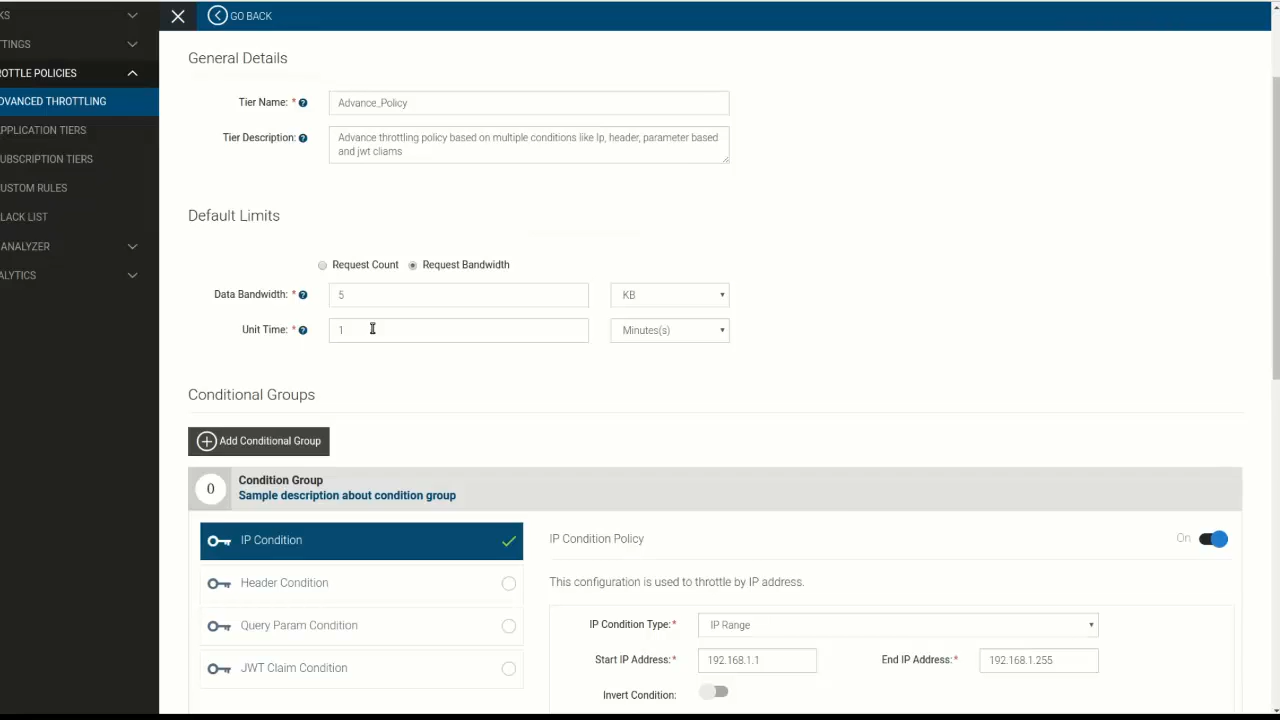 KS
GO BACK
TTINGS
ROTTLE POLICIES
DVANCED THROTTLING
PPLICATION TIERS
UBSCRIPTION TIERS
USTOM RULES
LACK LIST
ANALYZER
ALYTICS
General Details
Tier Name: *
Advance_Policy
Tier Description:
Advance throttling policy based on multiple conditions like Ip, header, parameter based
and jwt cliams
Default Limits
Request Count Request Bandwidth
Data Bandwidth: * 5 KB
Unit Time: * 1 Minutes(s)
Conditional Groups
Add Conditional Group
0
Condition Group
Sample description about condition group
IP Condition
Header Condition
Query Param Condition
JWT Claim Condition
IP Condition Policy On
This configuration is used to throttle by IP address.
IP Condition Type:* IP Range
Start IP Address:* 192.168.1.1 End IP Address:* 192.168.1.255
Invert Condition: